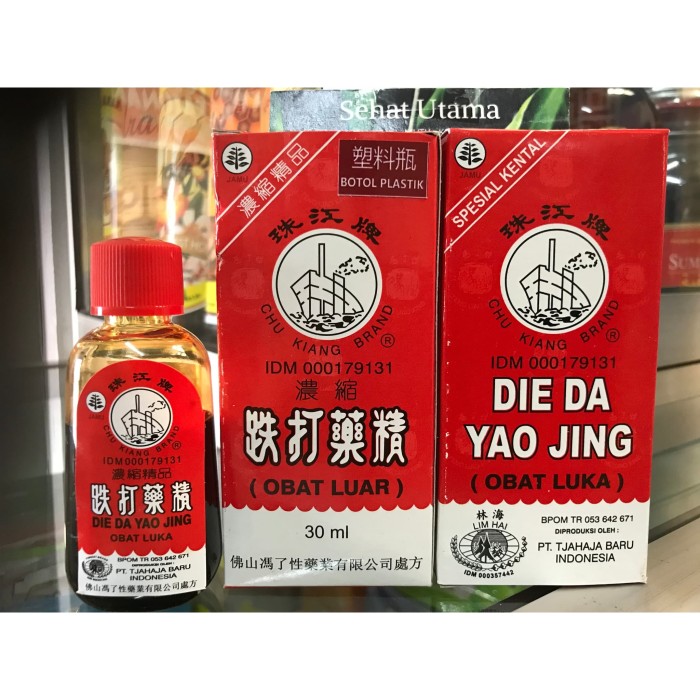 Sehat Utama
JAMU
珠江牌
CHU KIANG BRAND
IDM 000179131
濃縮精品
跌打藥精
DIE DA YAO JING
OBAT LUKA
BPOM TR 053 642 671
DIPRODUKSI OLEH :
PT. TJAHAJA BARU
INDONESIA
佛山馮了性藥業有限公司處方
JAMU
濃縮精品
塑料瓶
BOTOL PLASTIK
珠江牌
CHU KIANG BRAND ®
IDM 000179131
濃縮
跌打藥精
( OBAT LUAR )
30 ml
佛山馮了性藥業有限公司處方
JAMU
SPESIAL KENTAL
珠江牌
CHU KIANG BRAND ®
IDM 000179131
DIE DA
YAO JING
( OBAT LUKA )
林海
LIM HAI
IDM 000357442
BPOM TR 053 642 671
DIPRODUKSI OLEH :
PT. TJAHAJA BARU
INDONESIA